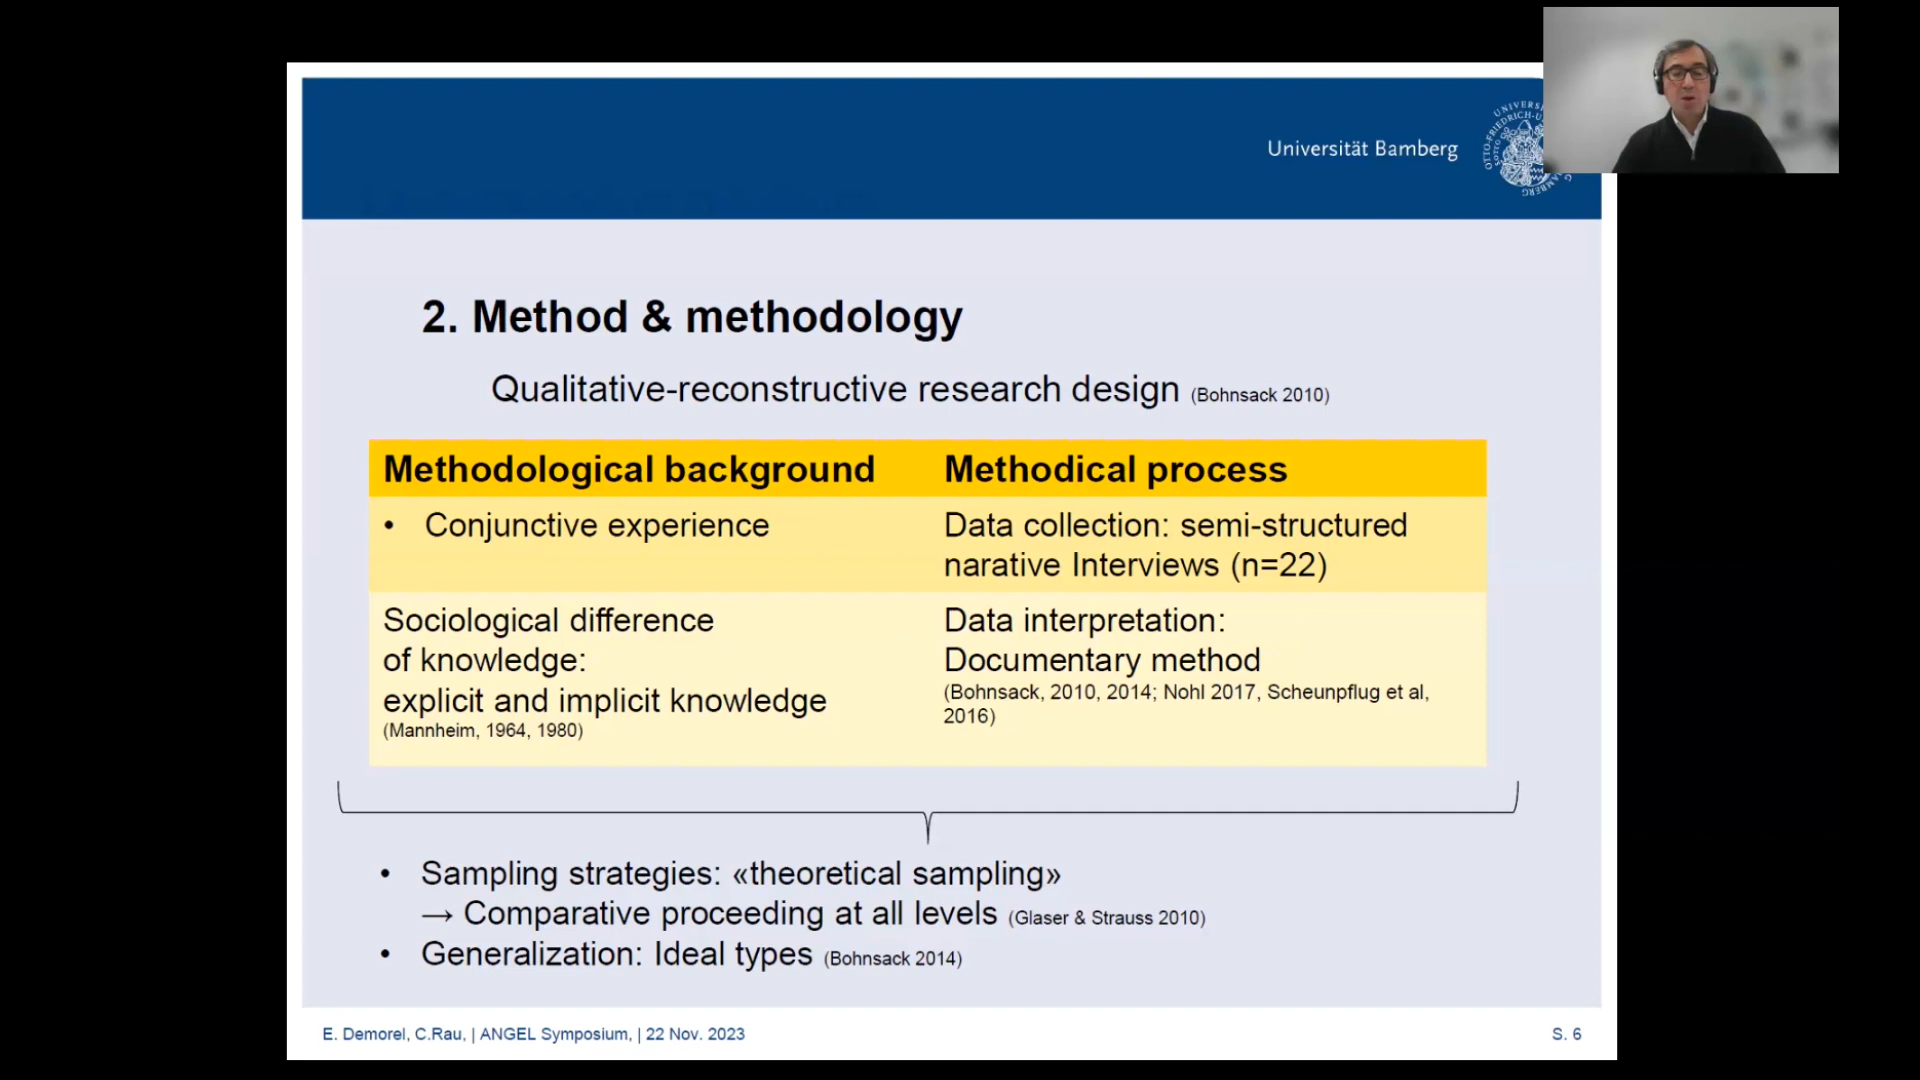 Universität Bamberg
2. Method & methodology
Qualitative-reconstructive research design (Bohnsack 2010)
Methodological background
Methodical process
• Conjunctive experience
Data collection: semi-structured
narative Interviews (n=22)
Sociological difference
of knowledge:
explicit and implicit knowledge
(Mannheim, 1964, 1980)
Data interpretation:
Documentary method
(Bohnsack, 2010, 2014; Nohl 2017, Scheunpflug et al,
2016)
• Sampling strategies: «theoretical sampling»
→ Comparative proceeding at all levels (Glaser & Strauss 2010)
• Generalization: Ideal types (Bohnsack 2014)
E. Demorel, C.Rau, | ANGEL Symposium, | 22 Nov. 2023
S. 6